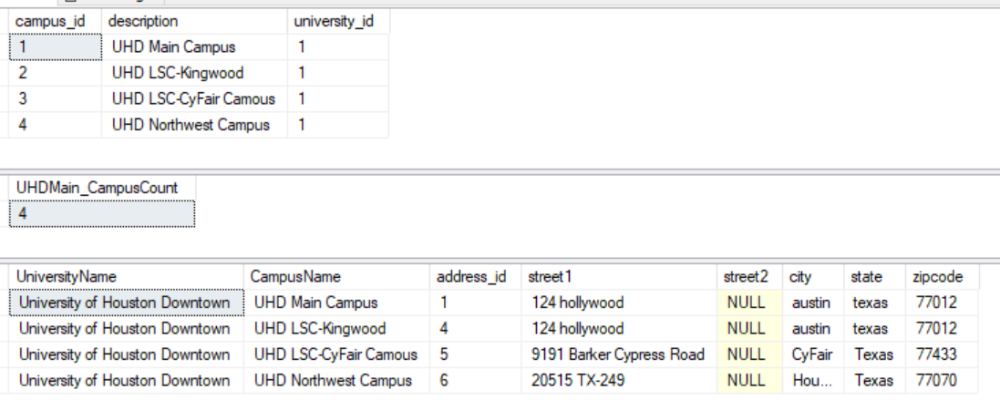 campus_id description university_id
1 UHD Main Campus 1
2 UHD LSC-Kingwood 1
3 UHD LSC-CyFair Camous 1
4 UHD Northwest Campus 1
UHDMain_CampusCount
4
UniversityName CampusName address_id street1 street2 city state zipcode
University of Houston Downtown UHD Main Campus 1 124 hollywood NULL austin texas 77012
University of Houston Downtown UHD LSC-Kingwood 4 124 hollywood NULL austin texas 77012
University of Houston Downtown UHD LSC-CyFair Camous 5 9191 Barker Cypress Road NULL CyFair Texas 77433
University of Houston Downtown UHD Northwest Campus 6 20515 TX-249 NULL Hou... Texas 77070